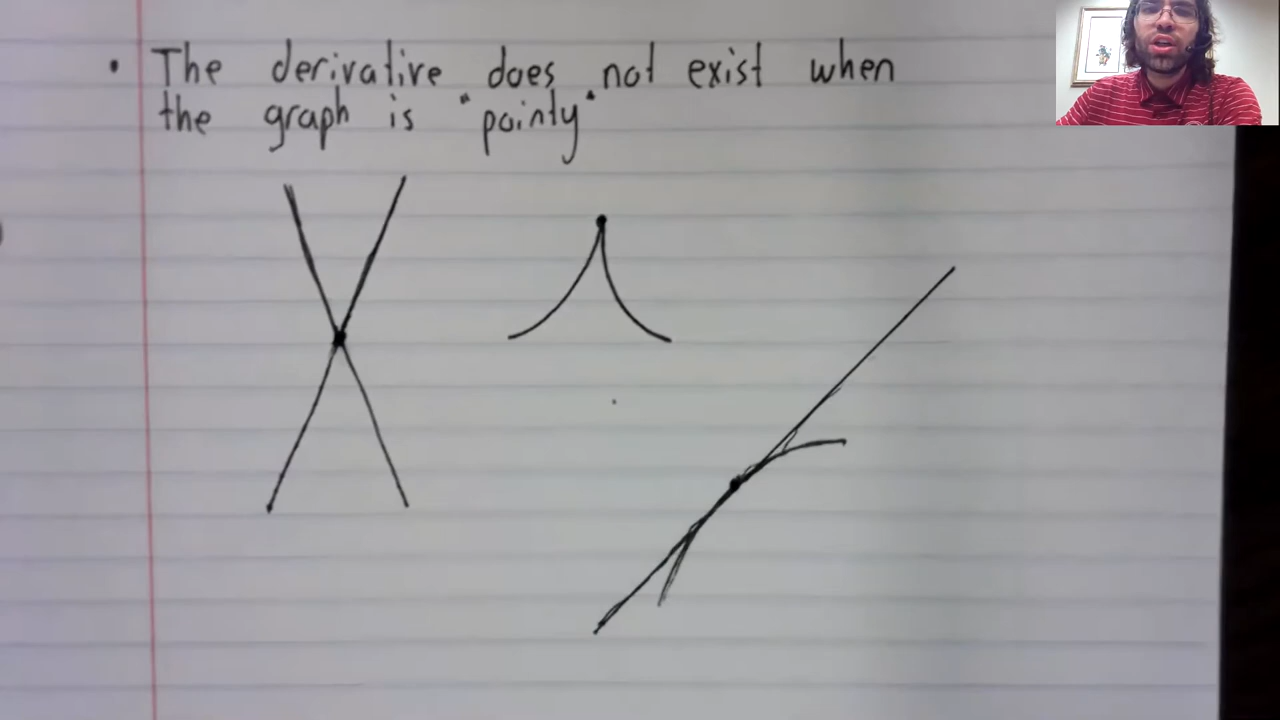 • The derivative does not exist when
the graph is "pointy"